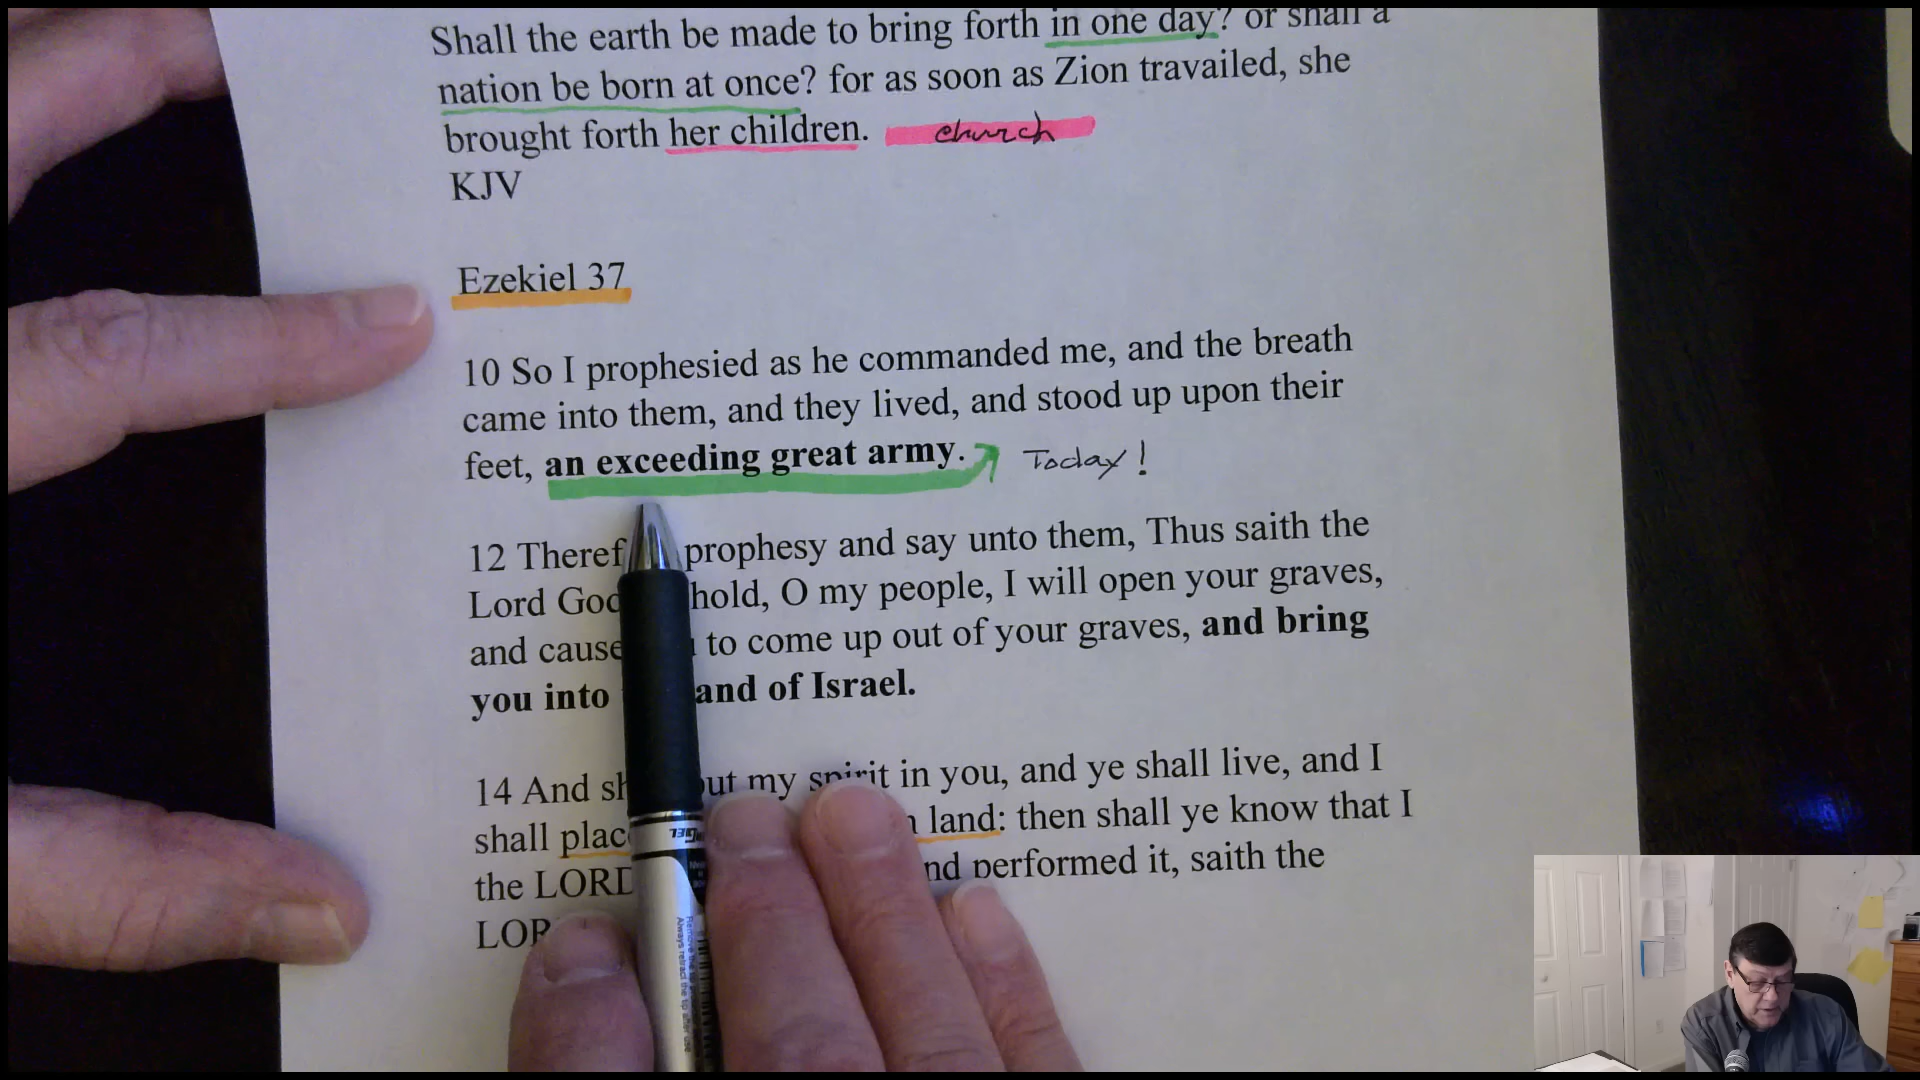 Shall the earth be made to bring forth in one day? or shall a
nation be born at once? for as soon as Zion travailed, she
brought forth her children. church
KJV
Ezekiel 37
10 So I prophesied as he commanded me, and the breath
came into them, and they lived, and stood up upon their
feet, an exceeding great army. Today!
12 Theref prophesy and say unto them, Thus saith the
Lord God hold, O my people, I will open your graves,
and cause to come up out of your graves, and bring
you into and of Israel.
14 And sh put my spirit in you, and ye shall live, and I
shall plac land: then shall ye know that I
the LORD nd performed it, saith the
LOR